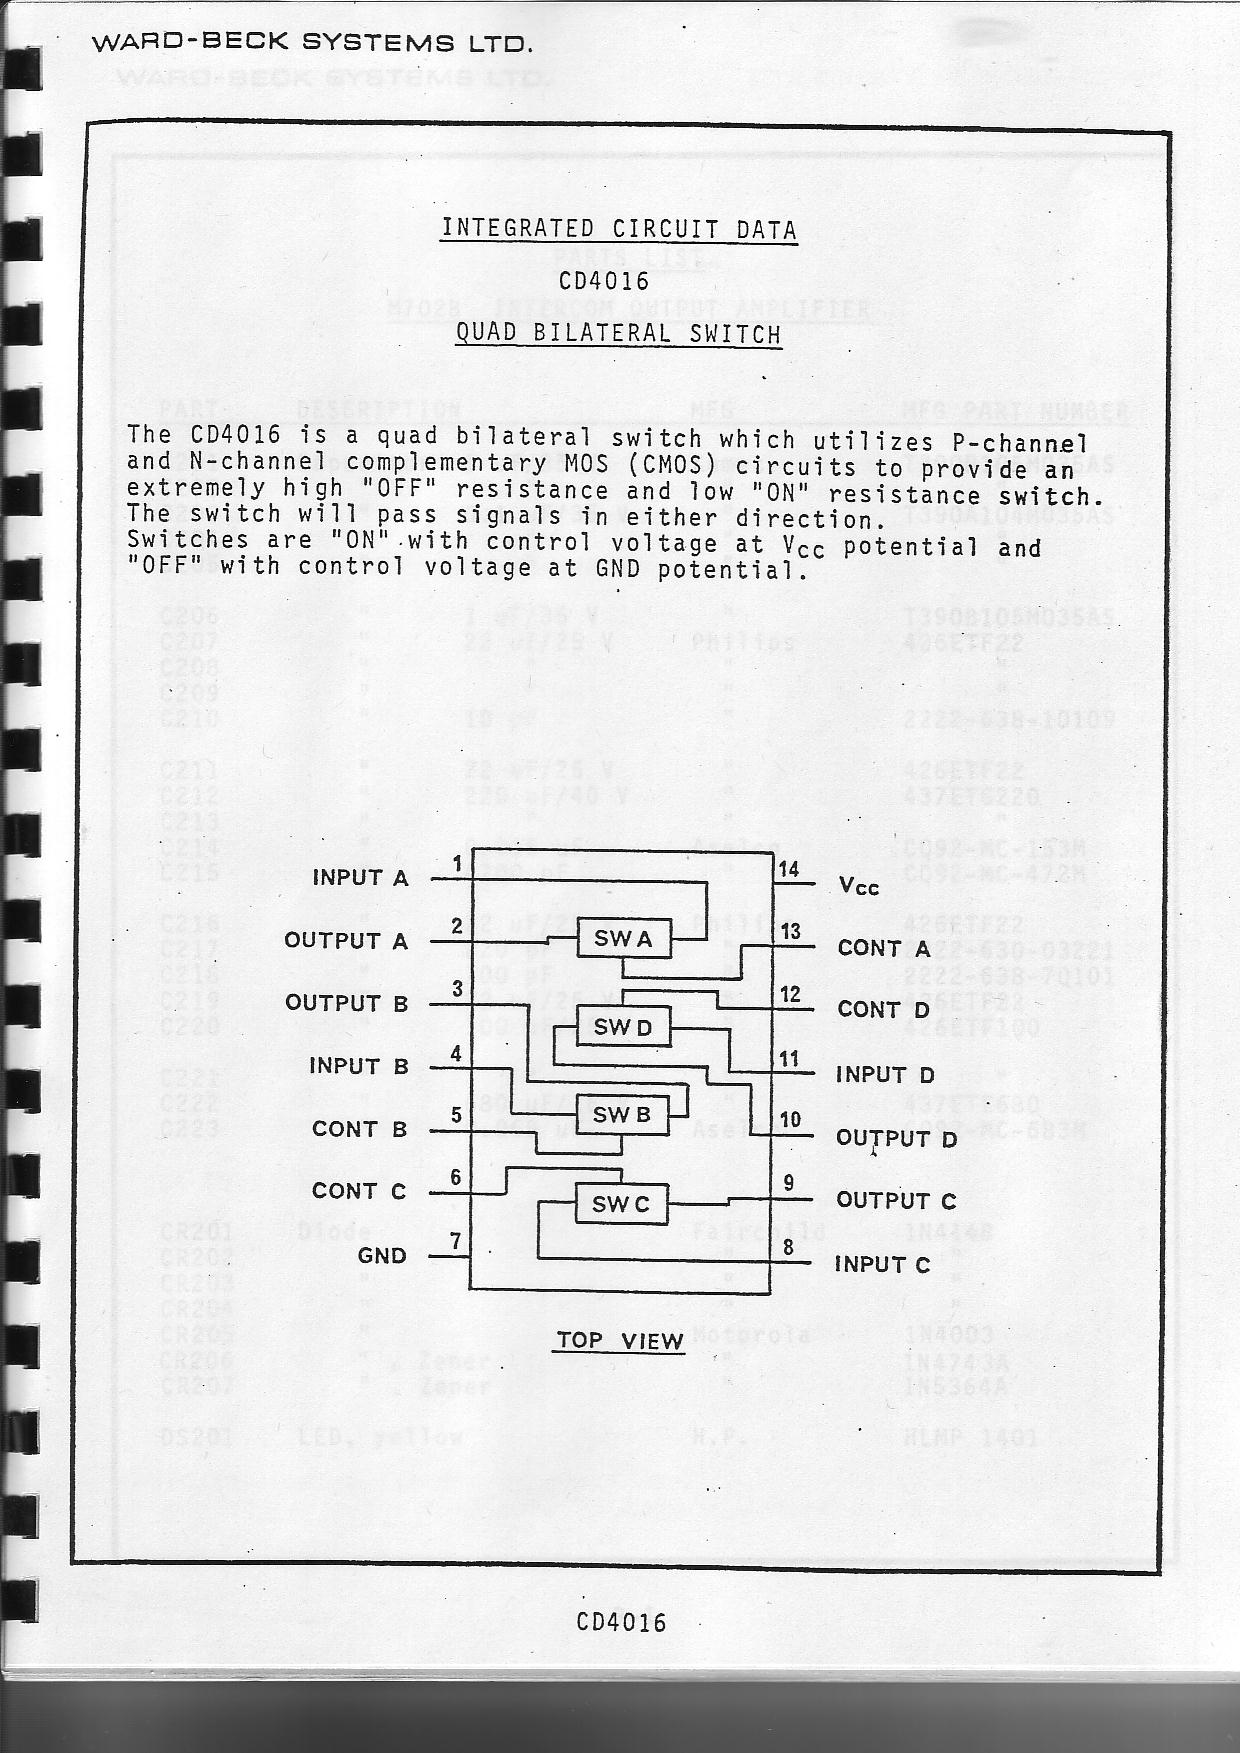 WARD-BECK SYSTEMS LTD.
INTEGRATED CIRCUIT DATA
CD4016
QUAD BILATERAL SWITCH
The CD4016 is a quad bilateral switch which utilizes P-channel
and N-channel complementary MOS (CMOS) circuits to provide an
extremely high "OFF" resistance and low "ON" resistance switch.
The switch will pass signals in either direction.
Switches are "ON" with control voltage at Vcc potential and
"OFF" with control voltage at GND potential.
INPUT A 1 14 Vcc
OUTPUT A 2 SW A 13 CONT A
OUTPUT B 3 12 CONT D
SW D
INPUT B 4 11 INPUT D
CONT B 5 SW B 10 OUTPUT D
CONT C 6 SW C 9 OUTPUT C
GND 7 8 INPUT C
TOP VIEW
CD4016